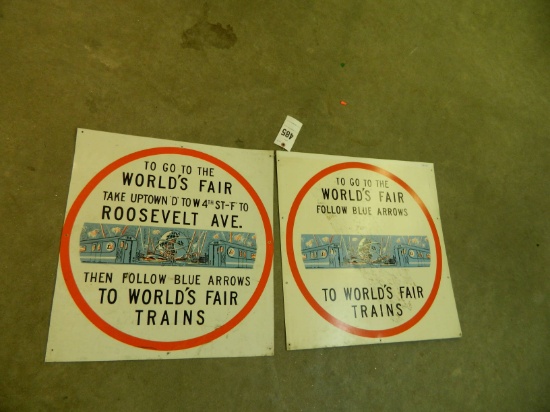 485
TO GO TO THE
WORLD'S FAIR
TAKE UPTOWN 'D' TO W 4TH ST-'F' TO
ROOSEVELT AVE.
THEN FOLLOW BLUE ARROWS
TO WORLD'S FAIR
TRAINS
TO GO TO THE
WORLD'S FAIR
FOLLOW BLUE ARROWS
TO WORLD'S FAIR
TRAINS